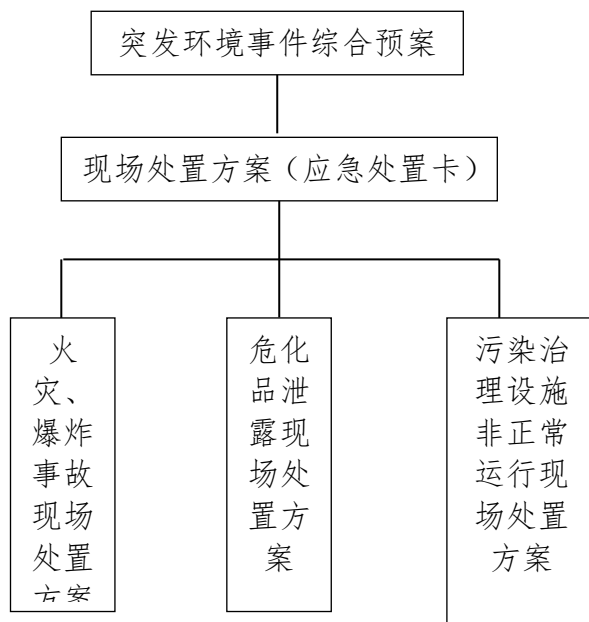 突发环境事件综合预案
现场处置方案（应急处置卡）
火
灾、
爆炸
事故
现场
处置
方案
危化
品泄
露现
场处
置方
案
污染治
理设施
非正常
运行现
场处置
方案